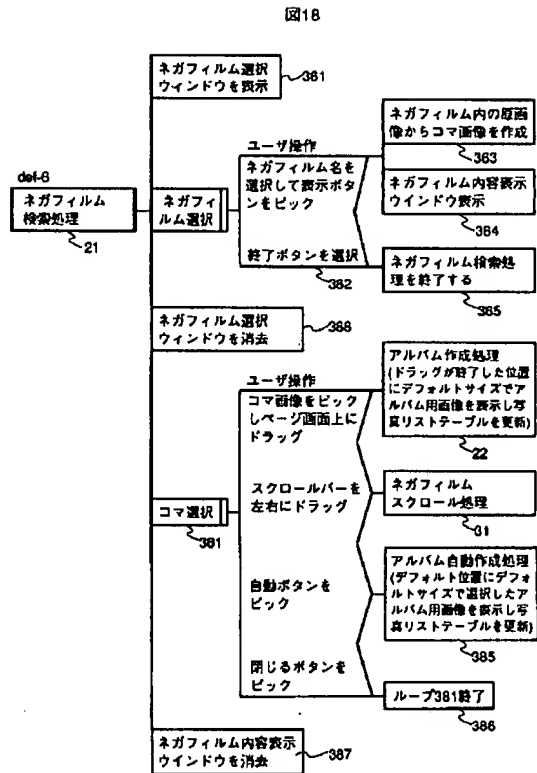 図18
ネガフィルム選択
ウィンドウを表示
361
ユーザ操作
ネガフィルム名を
選択して表示ボタ
ンをピック
ネガフィルム内の原画
像からコマ画像を作成
363
ネガフィルム内容表示
ウインドウ表示
364
def-6
ネガフィルム
検索処理
21
ネガフィ
ルム選択
終了ボタンを選択
362
ネガフィルム検索処
理を終了する
365
ネガフィルム選択
ウィンドウを消去
366
ユーザ操作
コマ画像をピック
しページ画面上に
ドラッグ
アルバム作成処理
(ドラッグが終了した位置
にデフォルトサイズでア
ルバム用画像を表示し写
真リストテーブルを更新)
22
コマ選択
381
スクロールバーを
左右にドラッグ
ネガフィルム
スクロール処理
31
自動ボタンを
ピック
アルバム自動作成処理
(デフォルト位置にデフォ
ルトサイズで選択したア
ルバム用画像を表示し写
真リストテーブルを更新)
385
閉じるボタンを
ピック
ループ381終了
386
ネガフィルム内容表示
ウインドウを消去
387